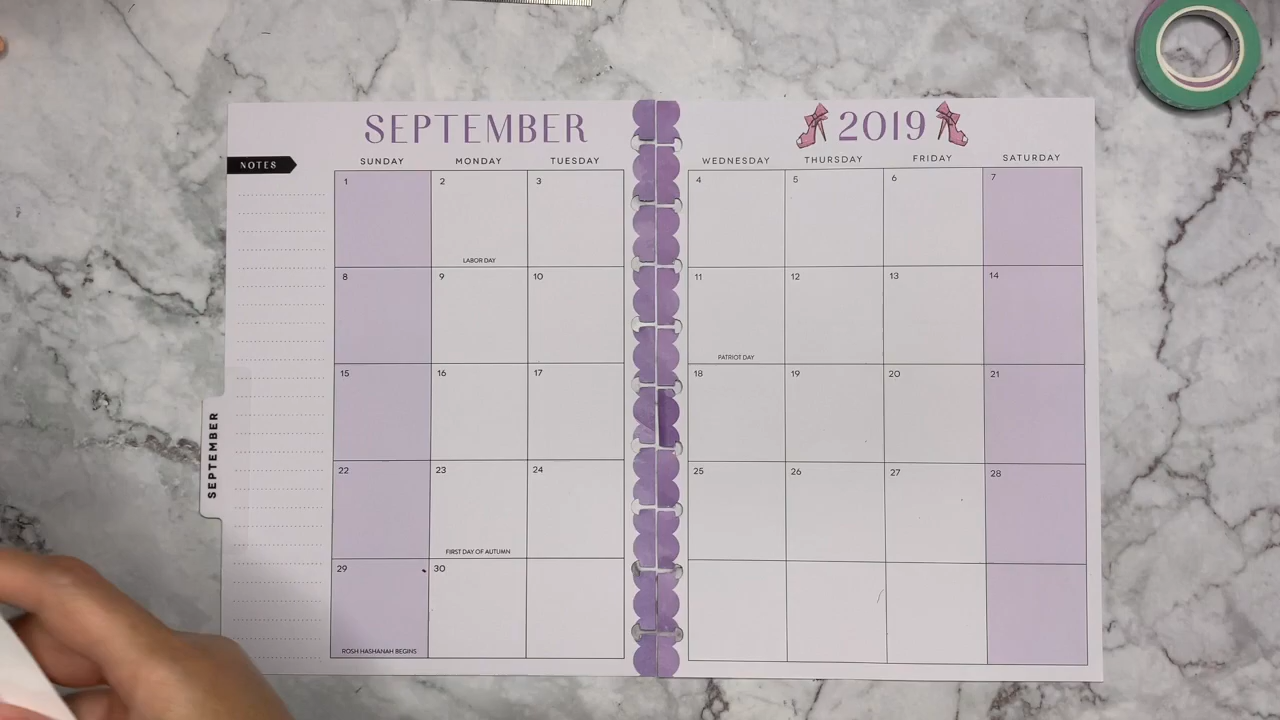 SEPTEMBER
2019
NOTES
SUNDAY MONDAY TUESDAY WEDNESDAY THURSDAY FRIDAY SATURDAY
1 2 3 4 5 6 7
LABOR DAY
8 9 10 11 12 13 14
PATRIOT DAY
15 16 17 18 19 20 21
SEPTEMBER
22 23 24 25 26 27 28
FIRST DAY OF AUTUMN
29 30
ROSH HASHANAH BEGINS